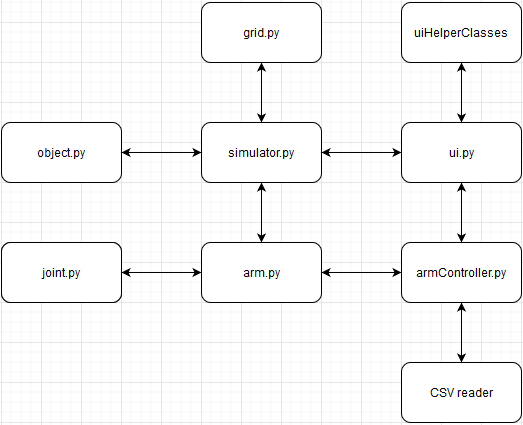 grid.py
uiHelperClasses
object.py
simulator.py
ui.py
joint.py
arm.py
armController.py
CSV reader